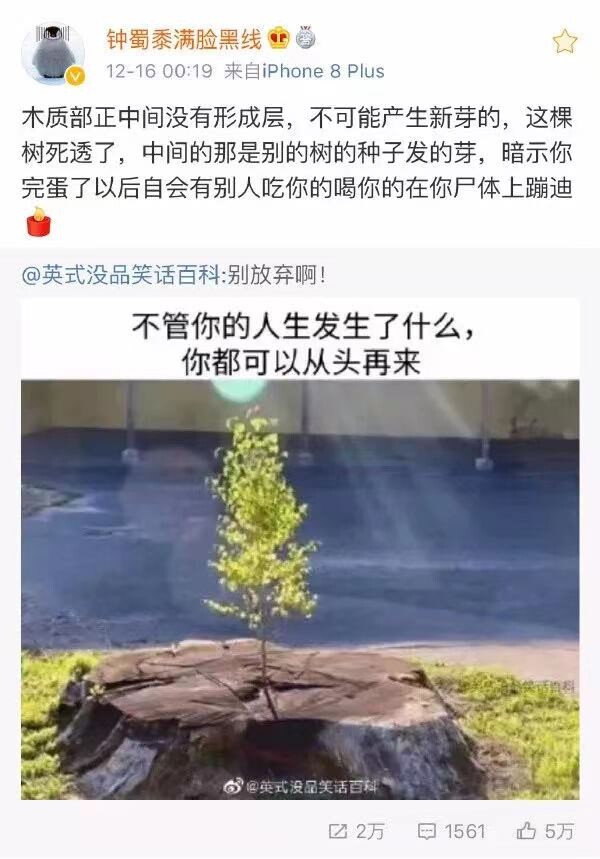 钟蜀黍满脸黑线
12-16 00:19 来自iPhone 8 Plus
木质部正中间没有形成层，不可能产生新芽的，这棵
树死透了，中间的那是别的树的种子发的芽，暗示你
完蛋了以后自会有别人吃你的喝你的在你尸体上蹦迪
@英式没品笑话百科:别放弃啊！
不管你的人生发生了什么，
你都可以从头再来
@英式没品笑话百科
@英式没品笑话百科
2万 1561 5万